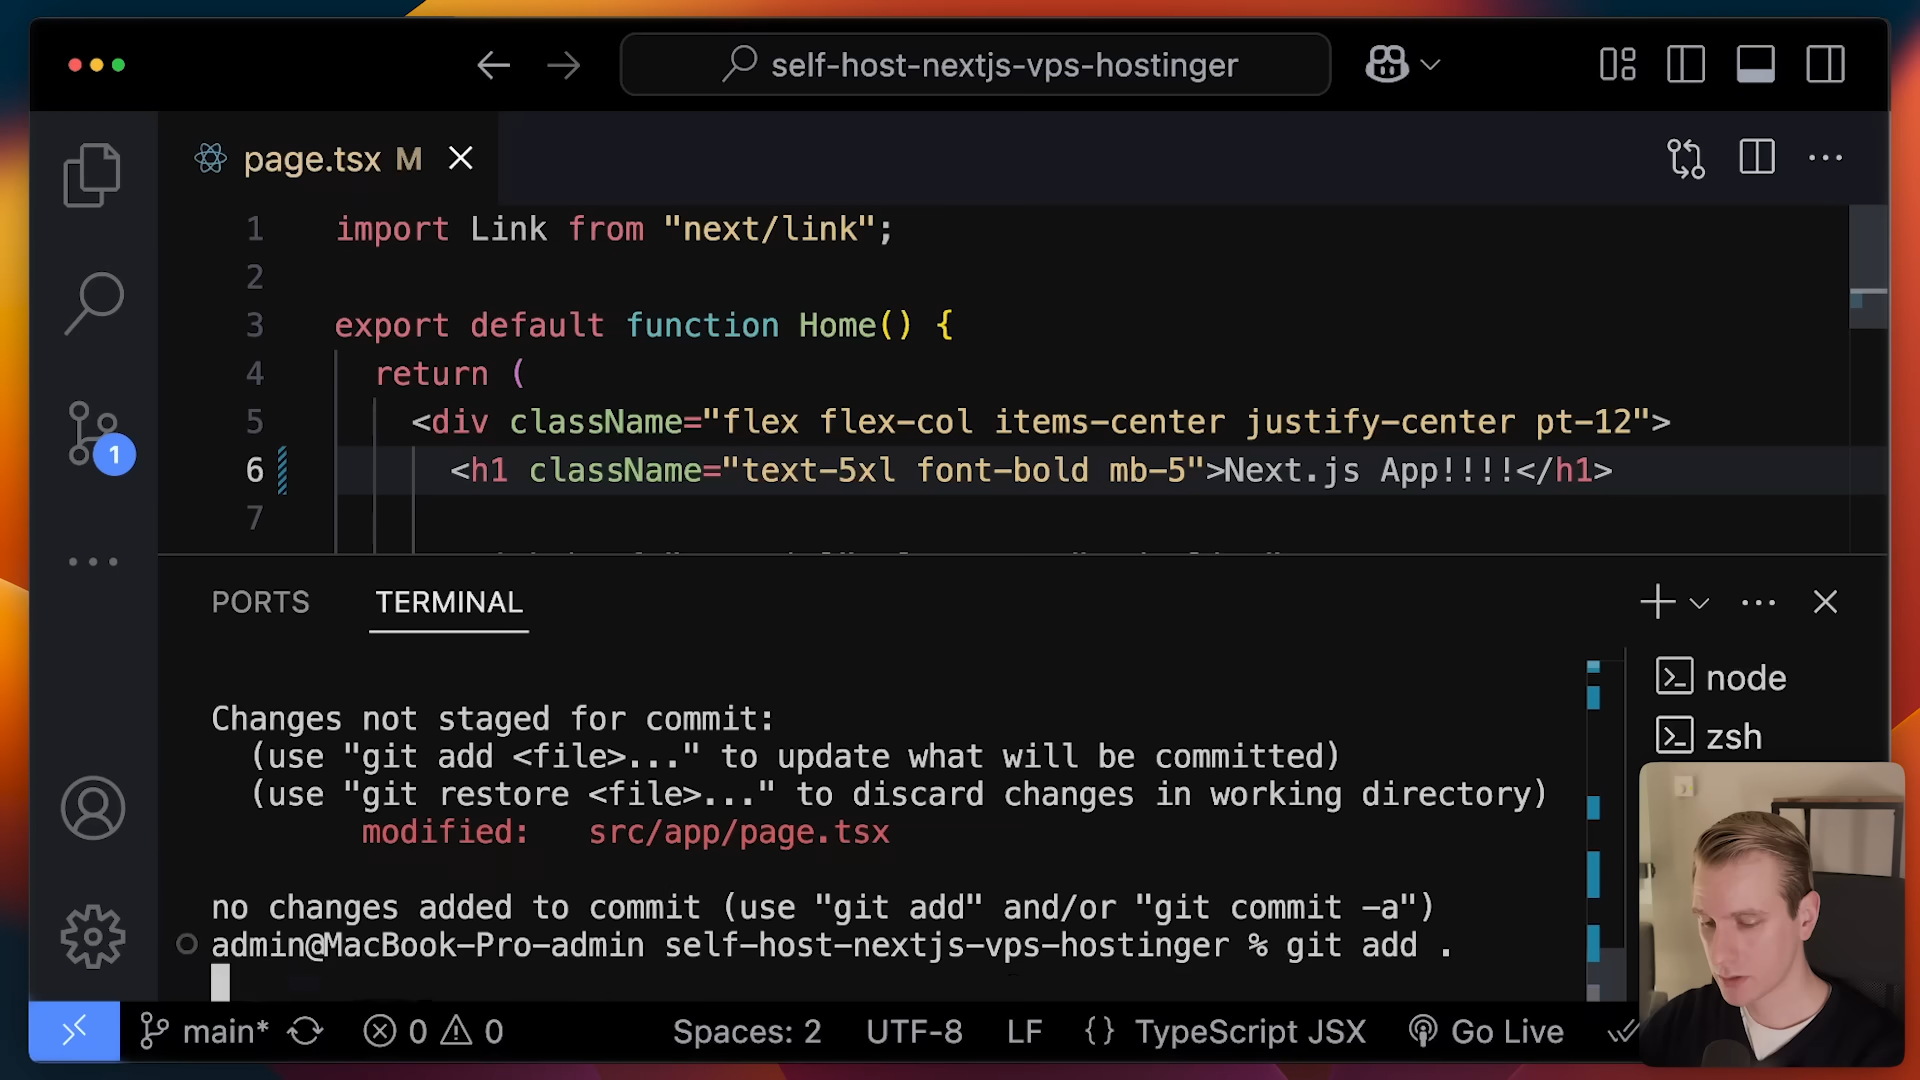 self-host-nextjs-vps-hostinger
page.tsx M
1 import Link from "next/link";
2
3 export default function Home() {
4 return (
5 <div className="flex flex-col items-center justify-center pt-12">
6 <h1 className="text-5xl font-bold mb-5">Next.js App!!!!</h1>
7
1
PORTS TERMINAL
node
zsh
Changes not staged for commit:
(use "git add <file>..." to update what will be committed)
(use "git restore <file>..." to discard changes in working directory)
modified: src/app/page.tsx
no changes added to commit (use "git add" and/or "git commit -a")
admin@MacBook-Pro-admin self-host-nextjs-vps-hostinger % git add .
main* 0 0 Spaces: 2 UTF-8 LF {} TypeScript JSX Go Live